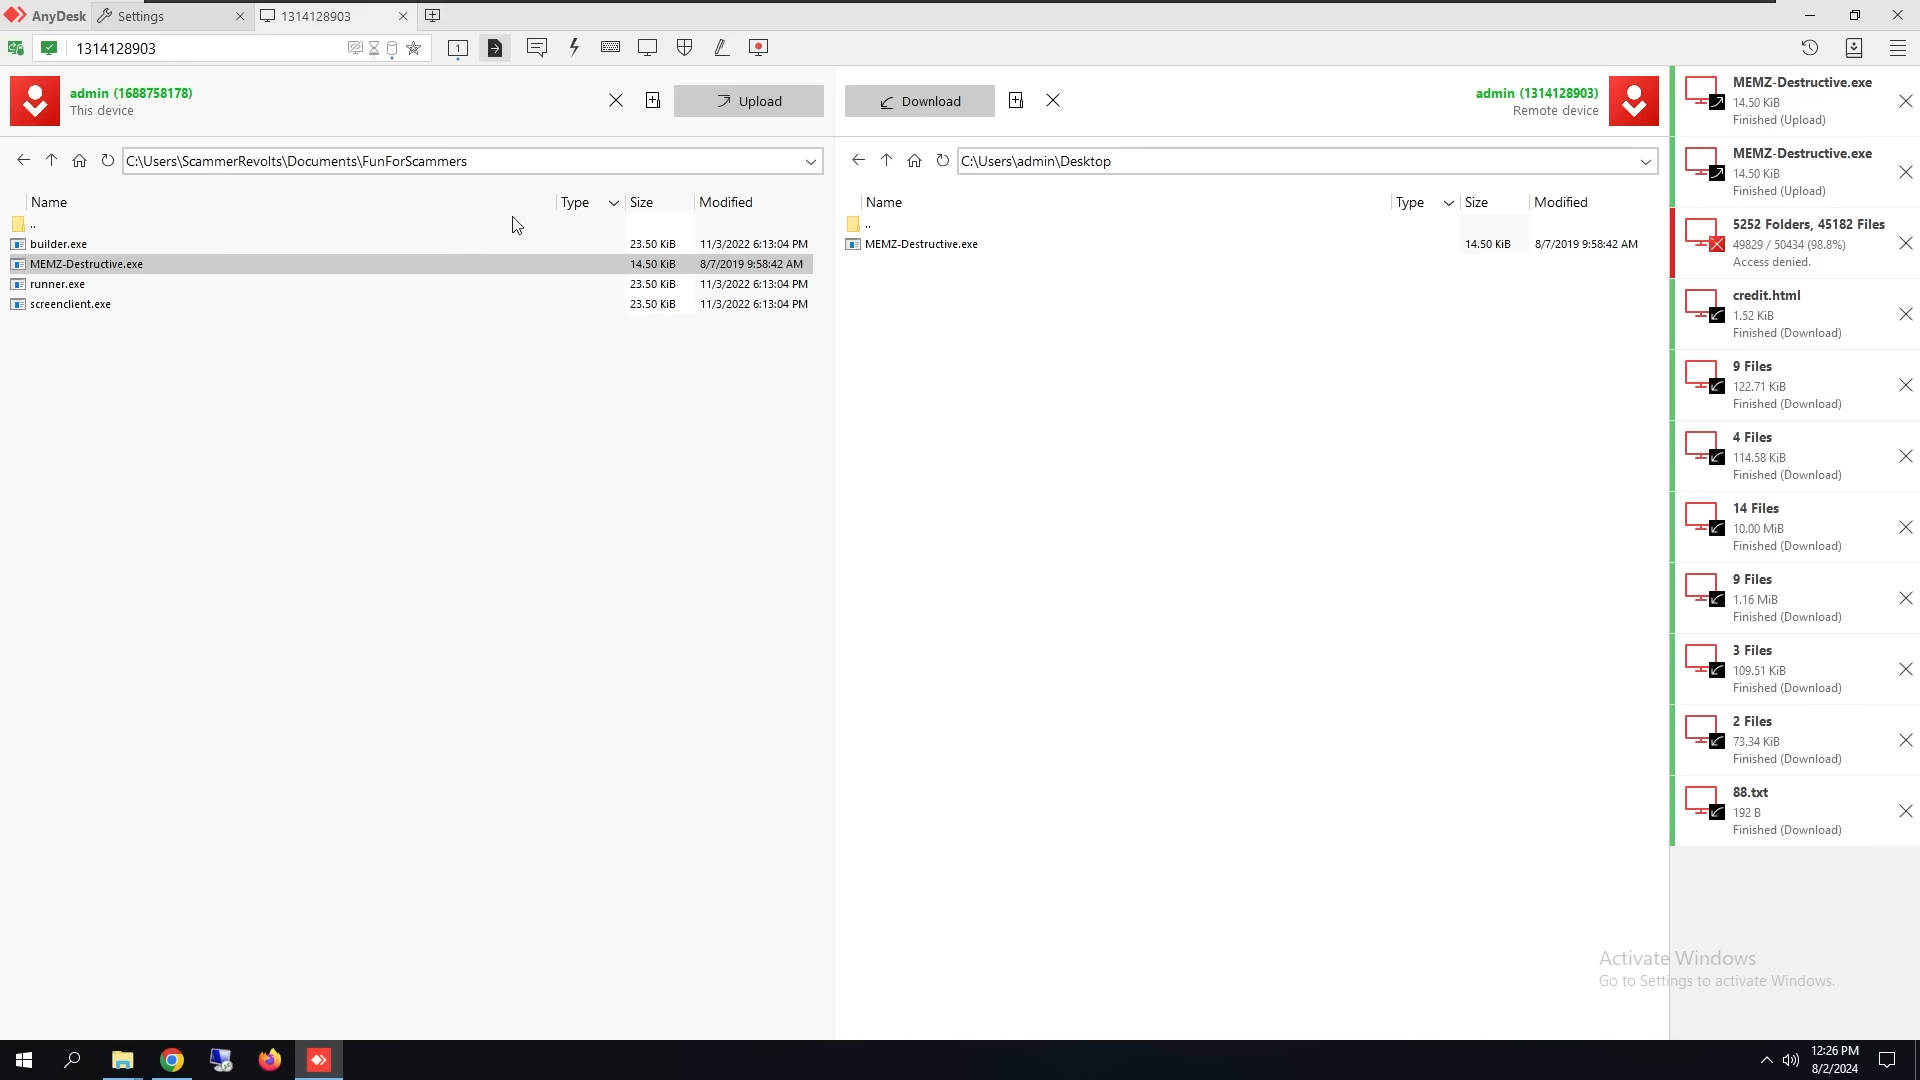 AnyDesk
Settings
1314128903
1314128903
1
admin (1688758178)
This device
Upload
Download
admin (1314128903)
Remote device
C:\Users\ScammerRevolts\Documents\FunForScammers
Name Type Size Modified
..
builder.exe 23.50 KiB 11/3/2022 6:13:04 PM
MEMZ-Destructive.exe 14.50 KiB 8/7/2019 9:58:42 AM
runner.exe 23.50 KiB 11/3/2022 6:13:04 PM
screenclient.exe 23.50 KiB 11/3/2022 6:13:04 PM
C:\Users\admin\Desktop
Name Type Size Modified
..
MEMZ-Destructive.exe 14.50 KiB 8/7/2019 9:58:42 AM
MEMZ-Destructive.exe
14.50 KiB
Finished (Upload)
MEMZ-Destructive.exe
14.50 KiB
Finished (Upload)
5252 Folders, 45182 Files
49829 / 50434 (98.8%)
Access denied.
credit.html
1.52 KiB
Finished (Download)
9 Files
122.71 KiB
Finished (Download)
4 Files
114.58 KiB
Finished (Download)
14 Files
10.00 MiB
Finished (Download)
9 Files
1.16 MiB
Finished (Download)
3 Files
109.51 KiB
Finished (Download)
2 Files
73.34 KiB
Finished (Download)
88.txt
192 B
Finished (Download)
Activate Windows
Go to Settings to activate Windows.
12:26 PM
8/2/2024